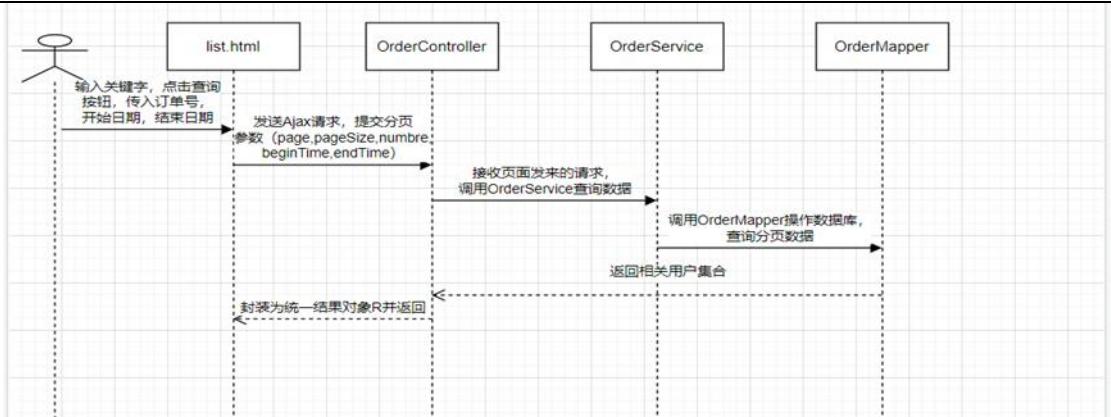 list.html
OrderController
OrderService
OrderMapper
输入关键字，点击查询
按钮，传入订单号，
开始日期，结束日期
发送Ajax请求，提交分页
参数（page,pageSize,numbre,
beginTime,endTime）
接收页面发来的请求，
调用OrderService查询数据
调用OrderMapper操作数据库，
查询分页数据
返回相关用户集合
封装为统一结果对象R并返回